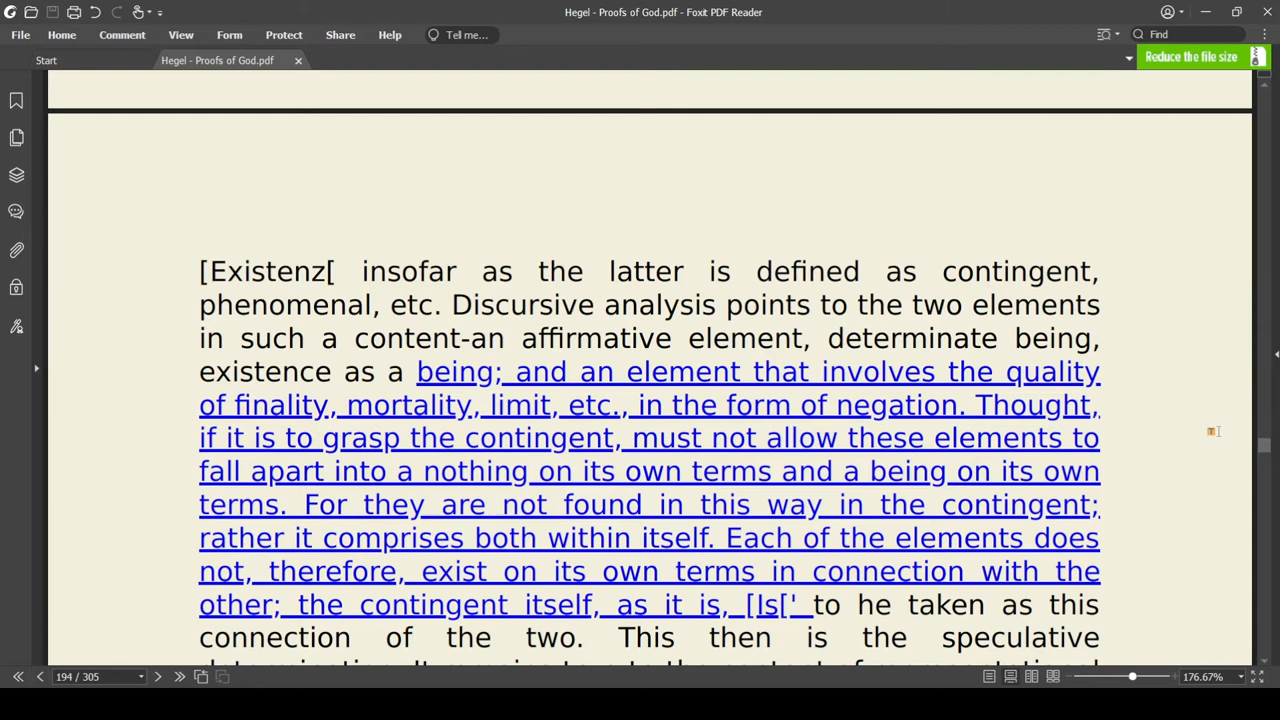 Hegel - Proofs of God.pdf - Foxit PDF Reader
File Home Comment View Form Protect Share Help Tell me... Find
Start Hegel - Proofs of God.pdf Reduce the file size
[Existenz[ insofar as the latter is defined as contingent,
phenomenal, etc. Discursive analysis points to the two elements
in such a content-an affirmative element, determinate being,
existence as a being; and an element that involves the quality
of finality, mortality, limit, etc., in the form of negation. Thought,
if it is to grasp the contingent, must not allow these elements to
fall apart into a nothing on its own terms and a being on its own
terms. For they are not found in this way in the contingent;
rather it comprises both within itself. Each of the elements does
not, therefore, exist on its own terms in connection with the
other; the contingent itself, as it is, [Is[' to he taken as this
connection of the two. This then is the speculative
194 / 305 176.67%